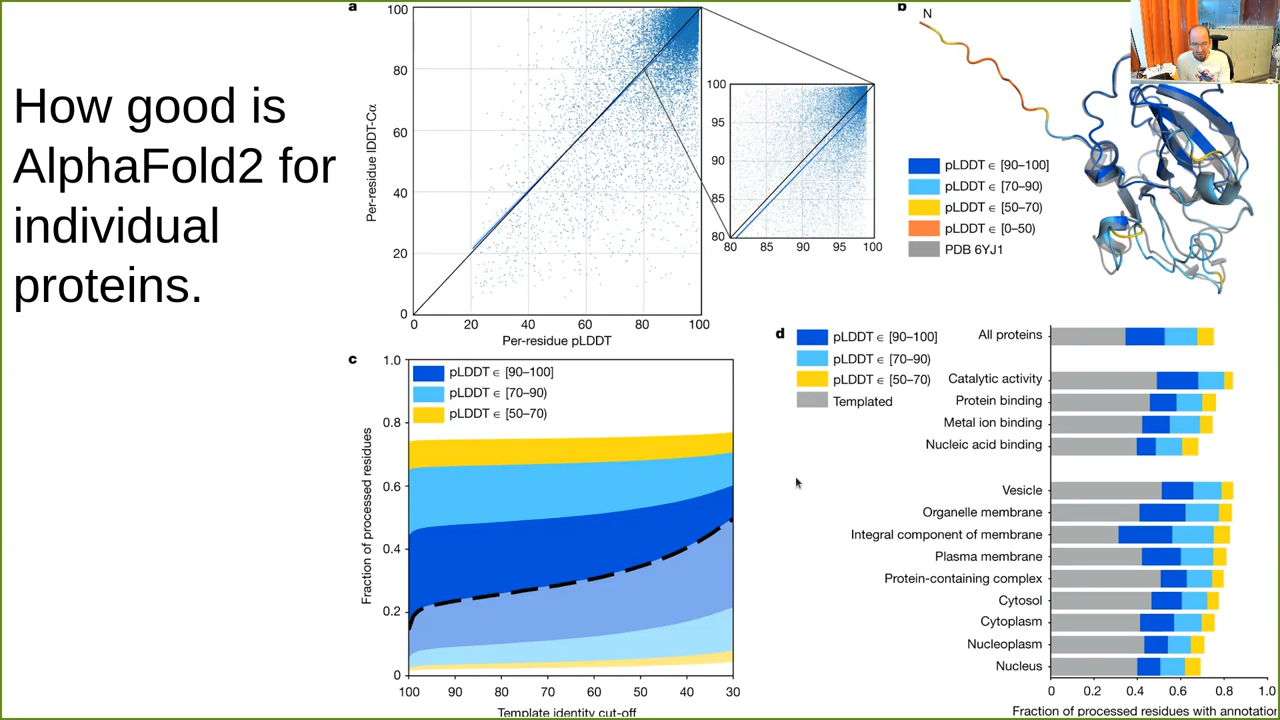 How good is
AlphaFold2 for
individual
proteins.
a
100
80
60
40
20
0
Per-residue lDDT-Cα
0 20 40 60 80 100
Per-residue pLDDT
100
95
90
85
80
80 85 90 95 100
b
N
pLDDT ∈ [90–100]
pLDDT ∈ [70–90)
pLDDT ∈ [50–70)
pLDDT ∈ [0–50)
PDB 6YJ1
c
1.0
0.8
0.6
0.4
0.2
0
Fraction of processed residues
pLDDT ∈ [90–100]
pLDDT ∈ [70–90)
pLDDT ∈ [50–70)
100 90 80 70 60 50 40 30
Template identity cut-off
d
pLDDT ∈ [90–100]
pLDDT ∈ [70–90)
pLDDT ∈ [50–70)
Templated
All proteins
Catalytic activity
Protein binding
Metal ion binding
Nucleic acid binding
Vesicle
Organelle membrane
Integral component of membrane
Plasma membrane
Protein-containing complex
Cytosol
Cytoplasm
Nucleoplasm
Nucleus
0 0.2 0.4 0.6 0.8 1.0
Fraction of processed residues with annotation